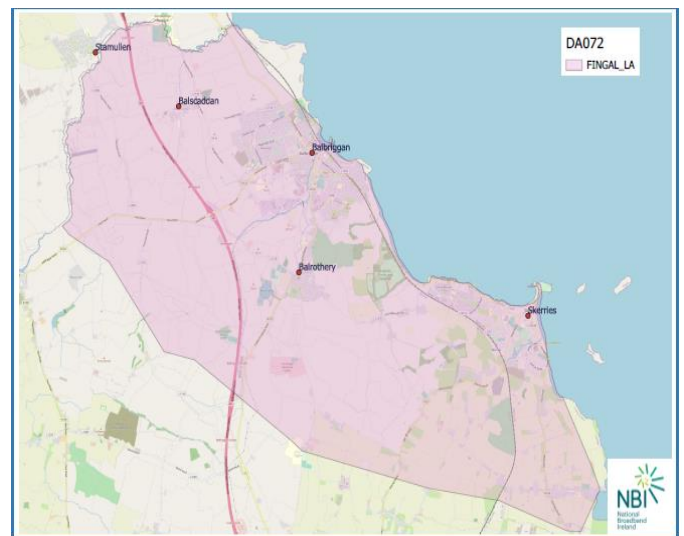 DA072
FINGAL_LA
Stamullen
Balscaddan
Balbriggan
Balrothery
Skerries
NBI
National
Broadband
Ireland